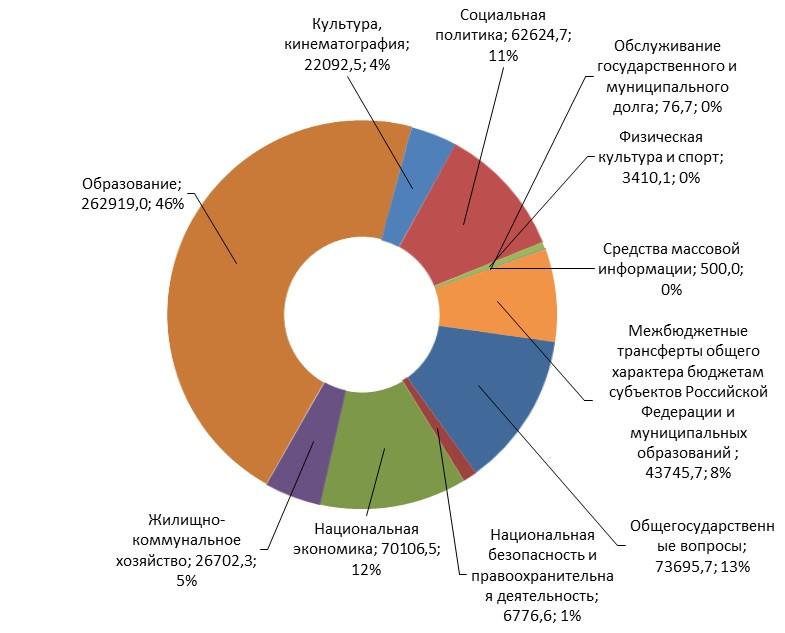 Культура,
кинематография;
22092,5; 4%
Социальная
политика; 62624,7;
11%
Обслуживание
государственного и
муниципального
долга; 76,7; 0%
Физическая
культура и спорт;
3410,1; 0%
Образование;
262919,0; 46%
Средства массовой
информации; 500,0;
0%
Межбюджетные
трансферты общего
характера бюджетам
субъектов Российской
Федерации и
муниципальных
образований ;
43745,7; 8%
Общегосударственн
ые вопросы;
73695,7; 13%
Национальная
безопасность и
правоохранительна
я деятельность;
6776,6; 1%
Национальная
экономика; 70106,5;
12%
Жилищно-
коммунальное
хозяйство; 26702,3;
5%